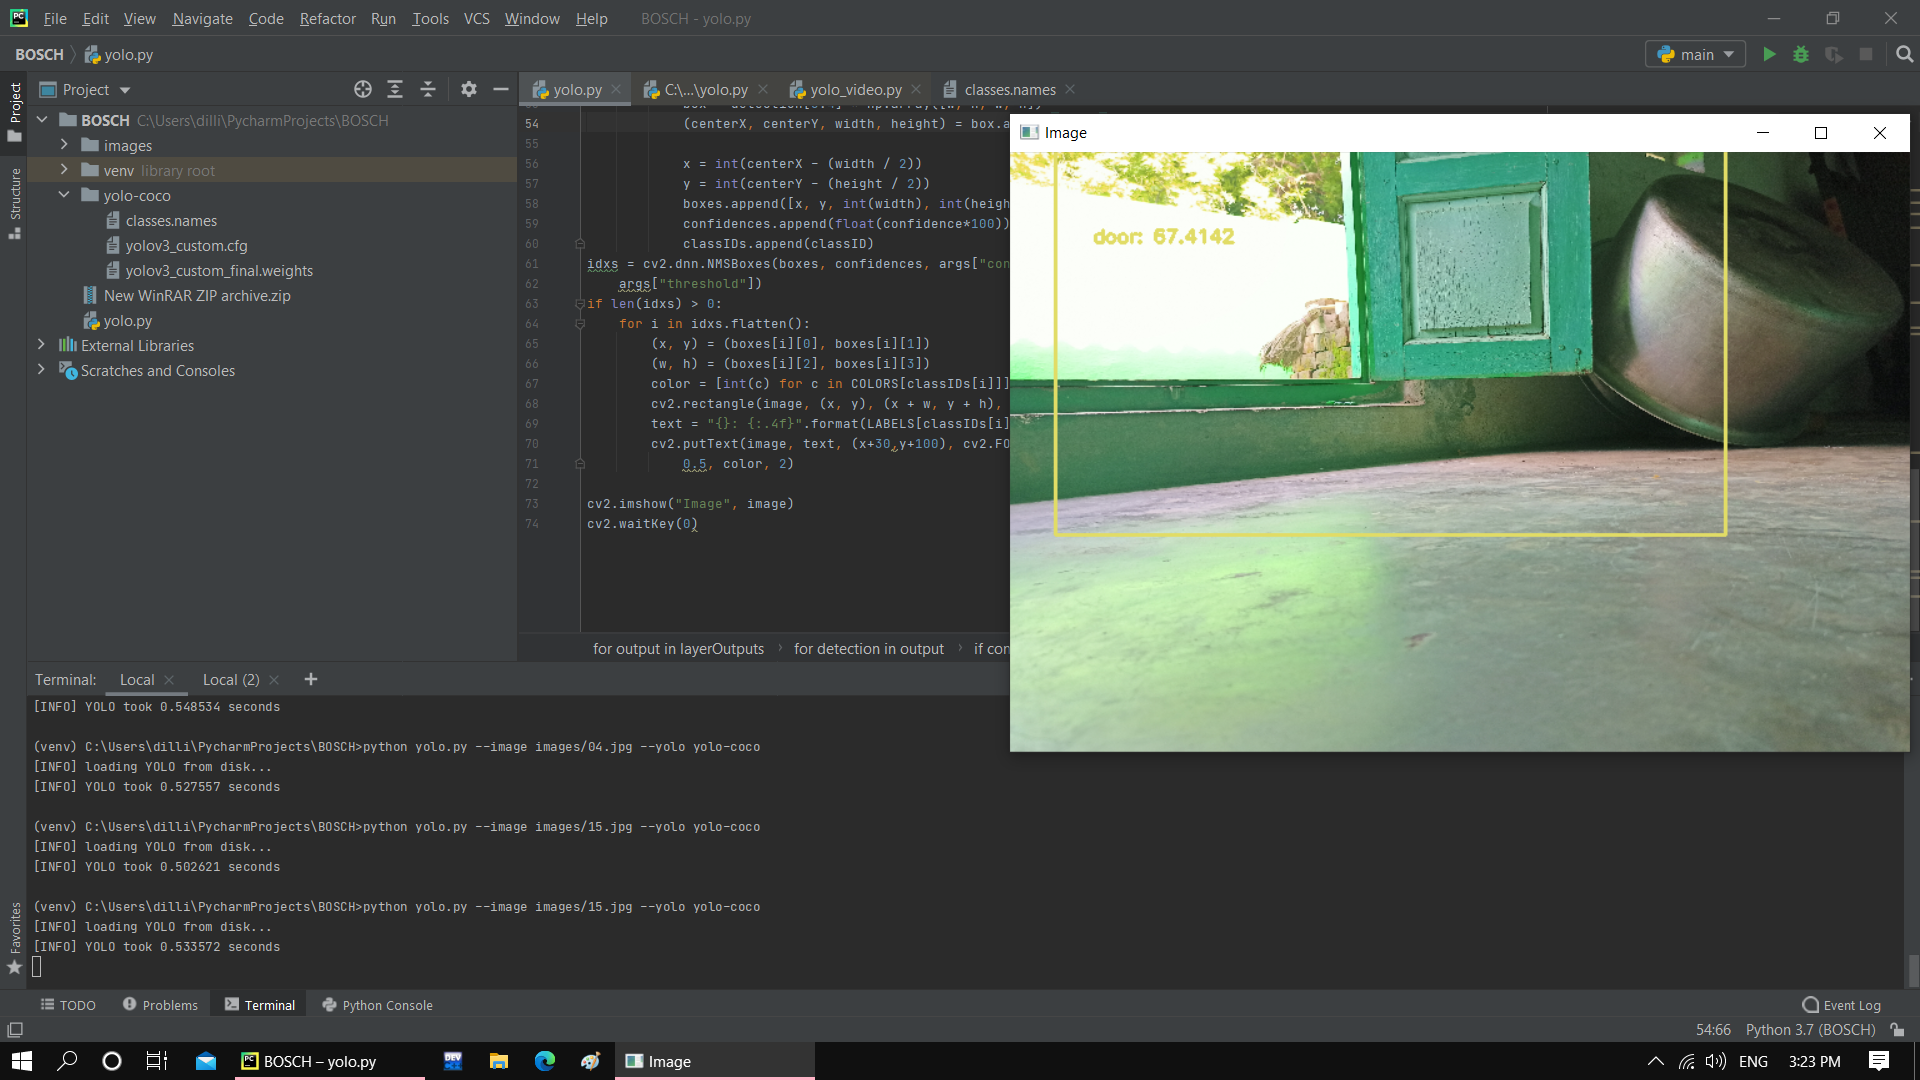 File Edit View Navigate Code Refactor Run Tools VCS Window Help BOSCH - yolo.py
BOSCH yolo.py main
Project
yolo.py C:\...\yolo.py yolo_video.py classes.names
BOSCH C:\Users\dilli\PycharmProjects\BOSCH
images
venv library root
yolo-coco
classes.names
yolov3_custom.cfg
yolov3_custom_final.weights
New WinRAR ZIP archive.zip
yolo.py
External Libraries
Scratches and Consoles
Project
Structure
Favorites
54 (centerX, centerY, width, height) = box.a
55
56 x = int(centerX - (width / 2))
57 y = int(centerY - (height / 2))
58 boxes.append([x, y, int(width), int(heigh
59 confidences.append(float(confidence*100))
60 classIDs.append(classID)
61 idxs = cv2.dnn.NMSBoxes(boxes, confidences, args["con
62 args["threshold"])
63 if len(idxs) > 0:
64 for i in idxs.flatten():
65 (x, y) = (boxes[i][0], boxes[i][1])
66 (w, h) = (boxes[i][2], boxes[i][3])
67 color = [int(c) for c in COLORS[classIDs[i]]]
68 cv2.rectangle(image, (x, y), (x + w, y + h),
69 text = "{}: {:.4f}".format(LABELS[classIDs[i]
70 cv2.putText(image, text, (x+30,y+100), cv2.FO
71 0.5, color, 2)
72
73 cv2.imshow("Image", image)
74 cv2.waitKey(0)
for output in layerOutputs > for detection in output > if con
Image
door: 67.4142
Terminal: Local Local (2)
[INFO] YOLO took 0.548534 seconds
(venv) C:\Users\dilli\PycharmProjects\BOSCH>python yolo.py --image images/04.jpg --yolo yolo-coco
[INFO] loading YOLO from disk...
[INFO] YOLO took 0.527557 seconds
(venv) C:\Users\dilli\PycharmProjects\BOSCH>python yolo.py --image images/15.jpg --yolo yolo-coco
[INFO] loading YOLO from disk...
[INFO] YOLO took 0.502621 seconds
(venv) C:\Users\dilli\PycharmProjects\BOSCH>python yolo.py --image images/15.jpg --yolo yolo-coco
[INFO] loading YOLO from disk...
[INFO] YOLO took 0.533572 seconds
TODO Problems Terminal Python Console Event Log
54:66 Python 3.7 (BOSCH)
BOSCH – yolo.py Image ENG 3:23 PM